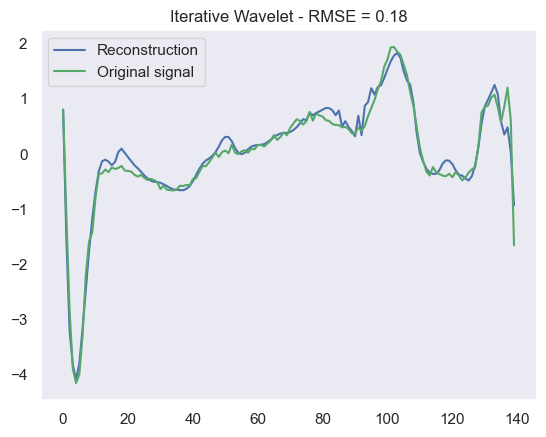 Iterative Wavelet - RMSE = 0.18
Reconstruction
Original signal
2
1
0
−1
−2
−3
−4
0 20 40 60 80 100 120 140